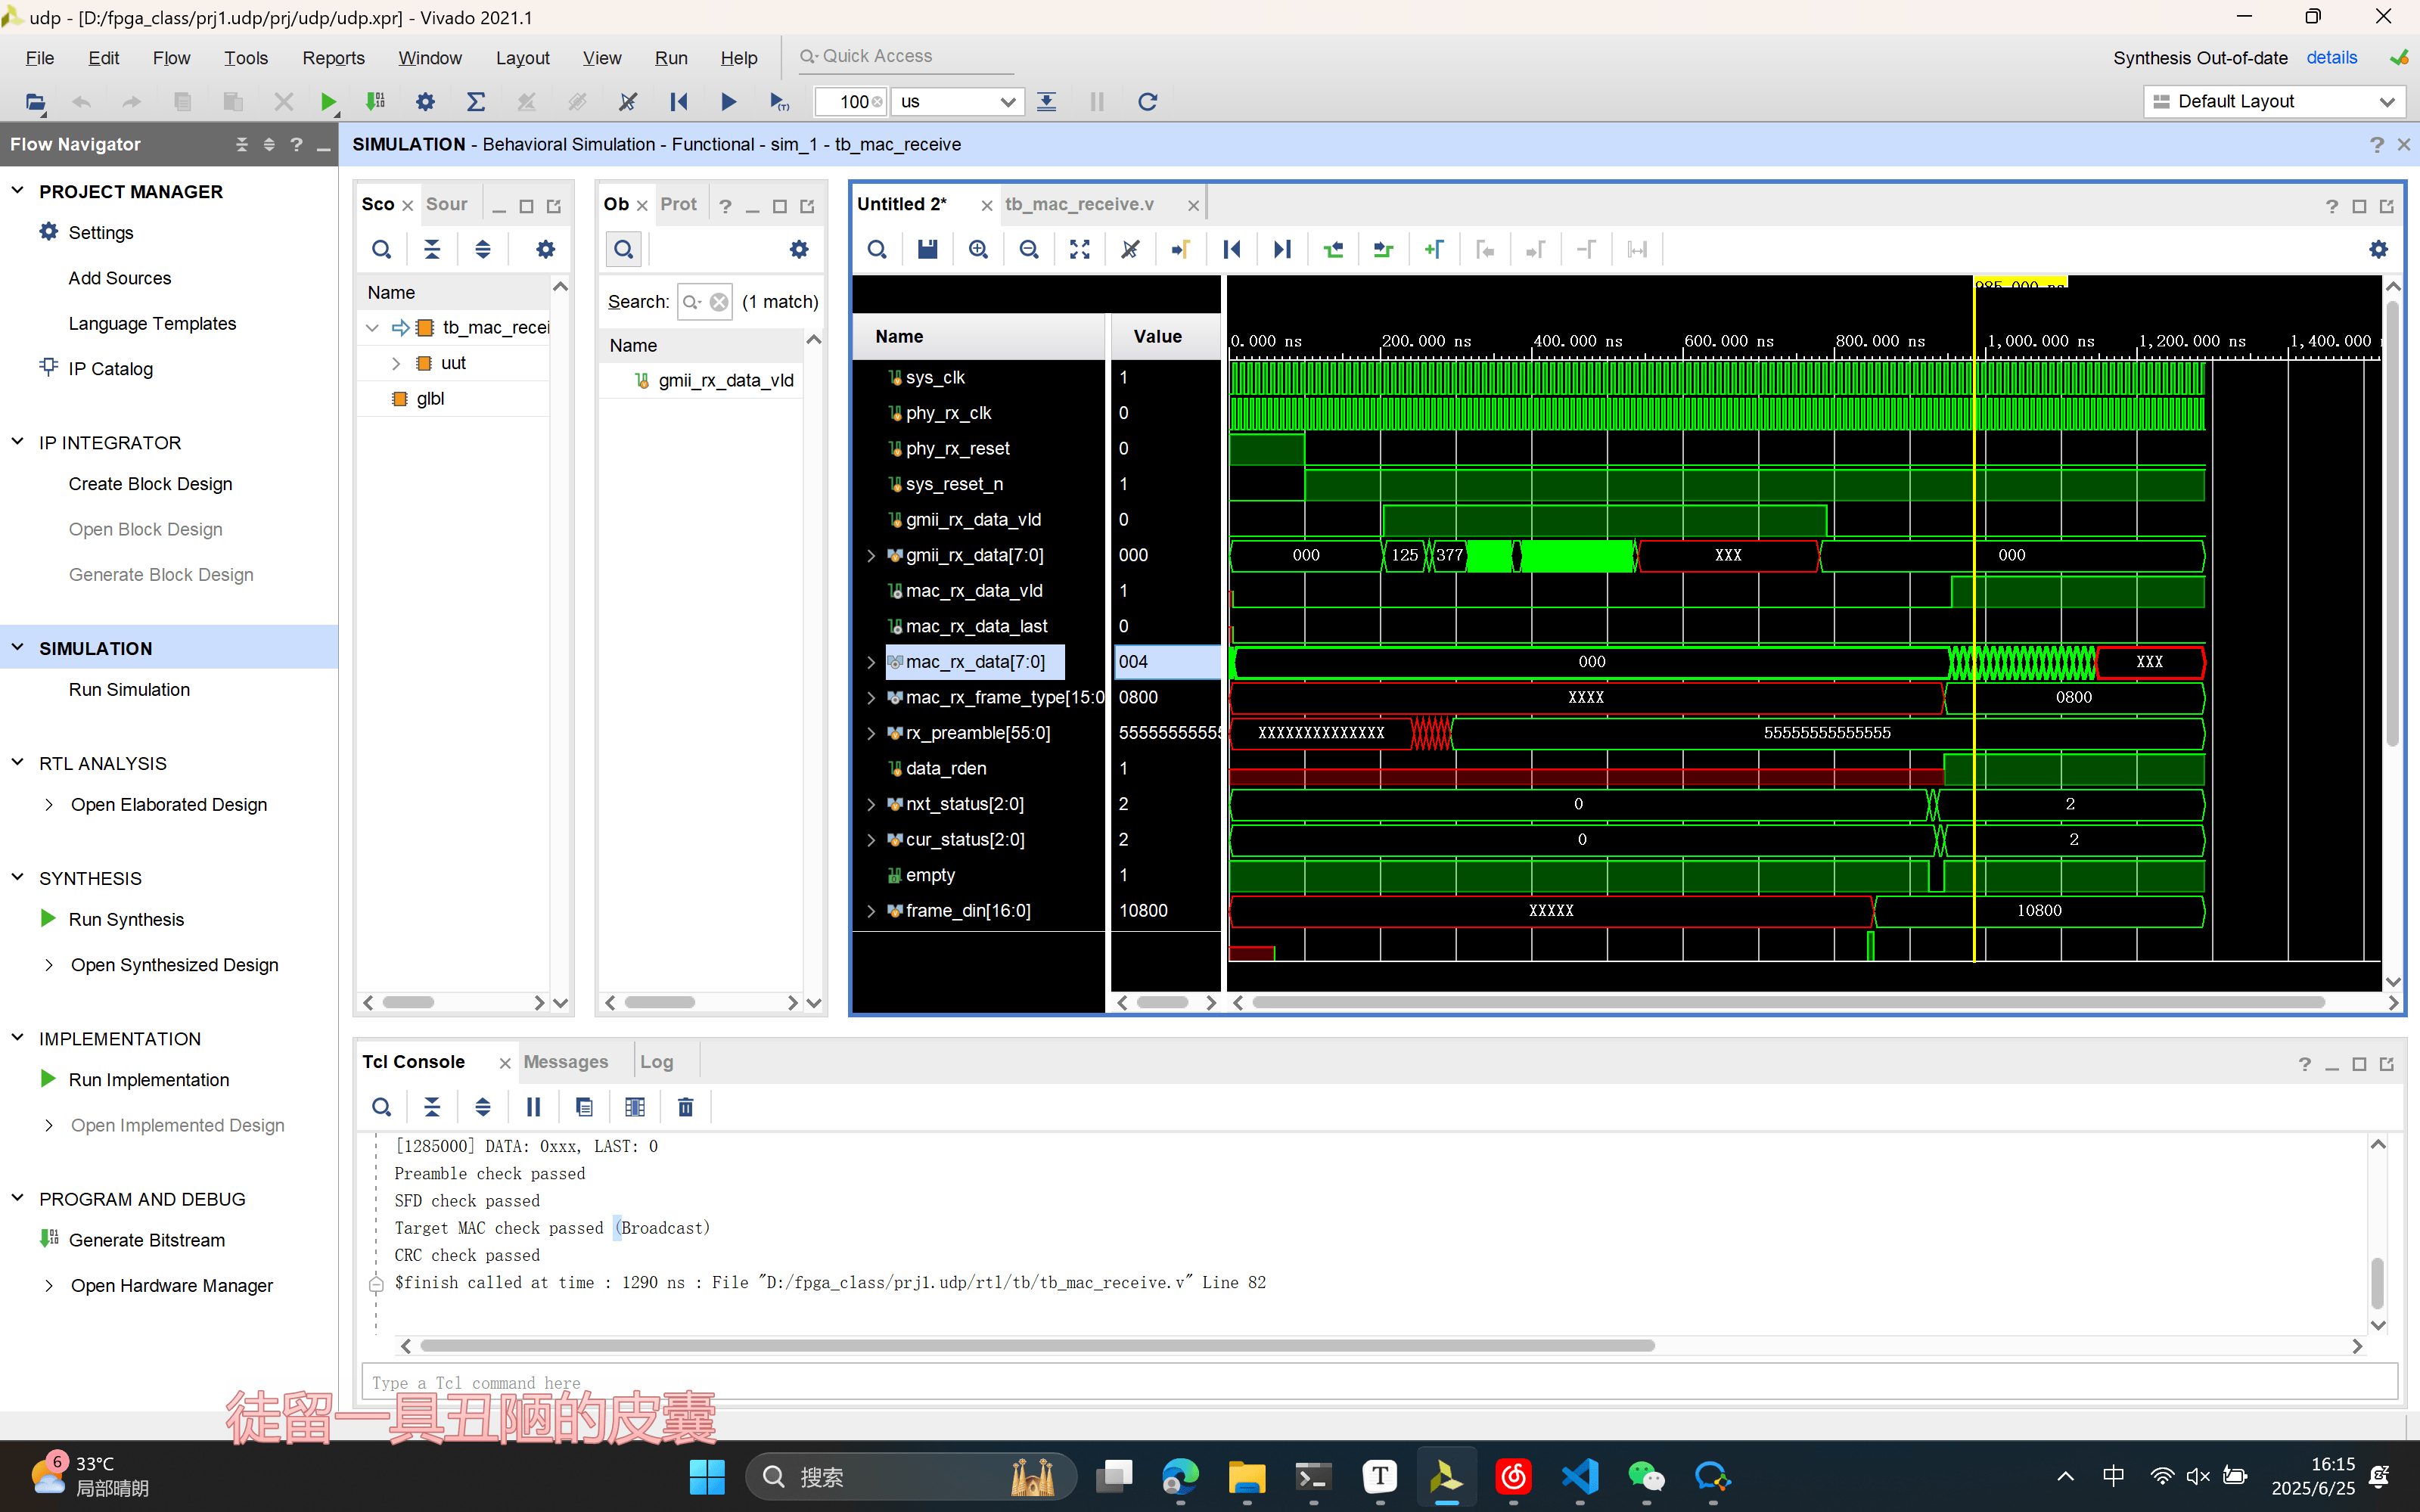 udp - [D:/fpga_class/prj1.udp/prj/udp/udp.xpr] - Vivado 2021.1
File Edit Flow Tools Reports Window Layout View Run Help Quick Access
Synthesis Out-of-date details
100 us
Default Layout
Flow Navigator
SIMULATION - Behavioral Simulation - Functional - sim_1 - tb_mac_receive
PROJECT MANAGER
Settings
Add Sources
Language Templates
IP Catalog
IP INTEGRATOR
Create Block Design
Open Block Design
Generate Block Design
SIMULATION
Run Simulation
RTL ANALYSIS
Open Elaborated Design
SYNTHESIS
Run Synthesis
Open Synthesized Design
IMPLEMENTATION
Run Implementation
Open Implemented Design
PROGRAM AND DEBUG
Generate Bitstream
Open Hardware Manager
Sco Sour
Name
tb_mac_recei
uut
glbl
Ob Prot
Search: (1 match)
Name
gmii_rx_data_vld
Untitled 2* tb_mac_receive.v
985.000 ns
Name Value
0.000 ns 200.000 ns 400.000 ns 600.000 ns 800.000 ns 1,000.000 ns 1,200.000 ns 1,400.000
sys_clk 1
phy_rx_clk 0
phy_rx_reset 0
sys_reset_n 1
gmii_rx_data_vld 0
gmii_rx_data[7:0] 000 000 125 377 XXX 000
mac_rx_data_vld 1
mac_rx_data_last 0
mac_rx_data[7:0] 004 000 XXX
mac_rx_frame_type[15:0 0800 XXXX 0800
rx_preamble[55:0] 5555555555 XXXXXXXXXXXXXX 55555555555555
data_rden 1
nxt_status[2:0] 2 0 2
cur_status[2:0] 2 0 2
empty 1
frame_din[16:0] 10800 XXXXX 10800
Tcl Console Messages Log
[1285000] DATA: 0xxx, LAST: 0
Preamble check passed
SFD check passed
Target MAC check passed (Broadcast)
CRC check passed
$finish called at time : 1290 ns : File "D:/fpga_class/prj1.udp/rtl/tb/tb_mac_receive.v" Line 82
Type a Tcl command here
徒留一具丑陋的皮囊
6
33°C
局部晴朗
搜索
中
16:15
2025/6/25